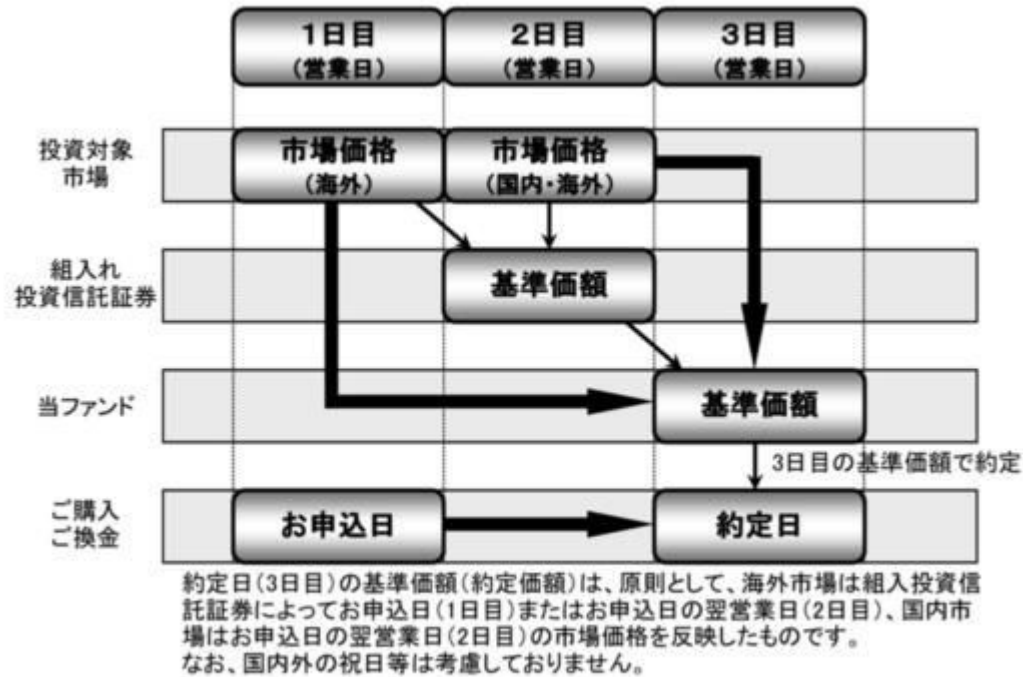 1日目
(営業日)
2日目
(営業日)
3日目
(営業日)
投資対象
市場
市場価格
(海外)
市場価格
(国内・海外)
組入れ
投資信託証券
基準価額
当ファンド
基準価額
3日目の基準価額で約定
ご購入
ご換金
お申込日
約定日
約定日(3日目)の基準価額(約定価額)は、原則として、海外市場は組入投資信
託証券によってお申込日(1日目)またはお申込日の翌営業日(2日目)、国内市
場はお申込日の翌営業日(2日目)の市場価格を反映したものです。
なお、国内外の祝日等は考慮しておりません。